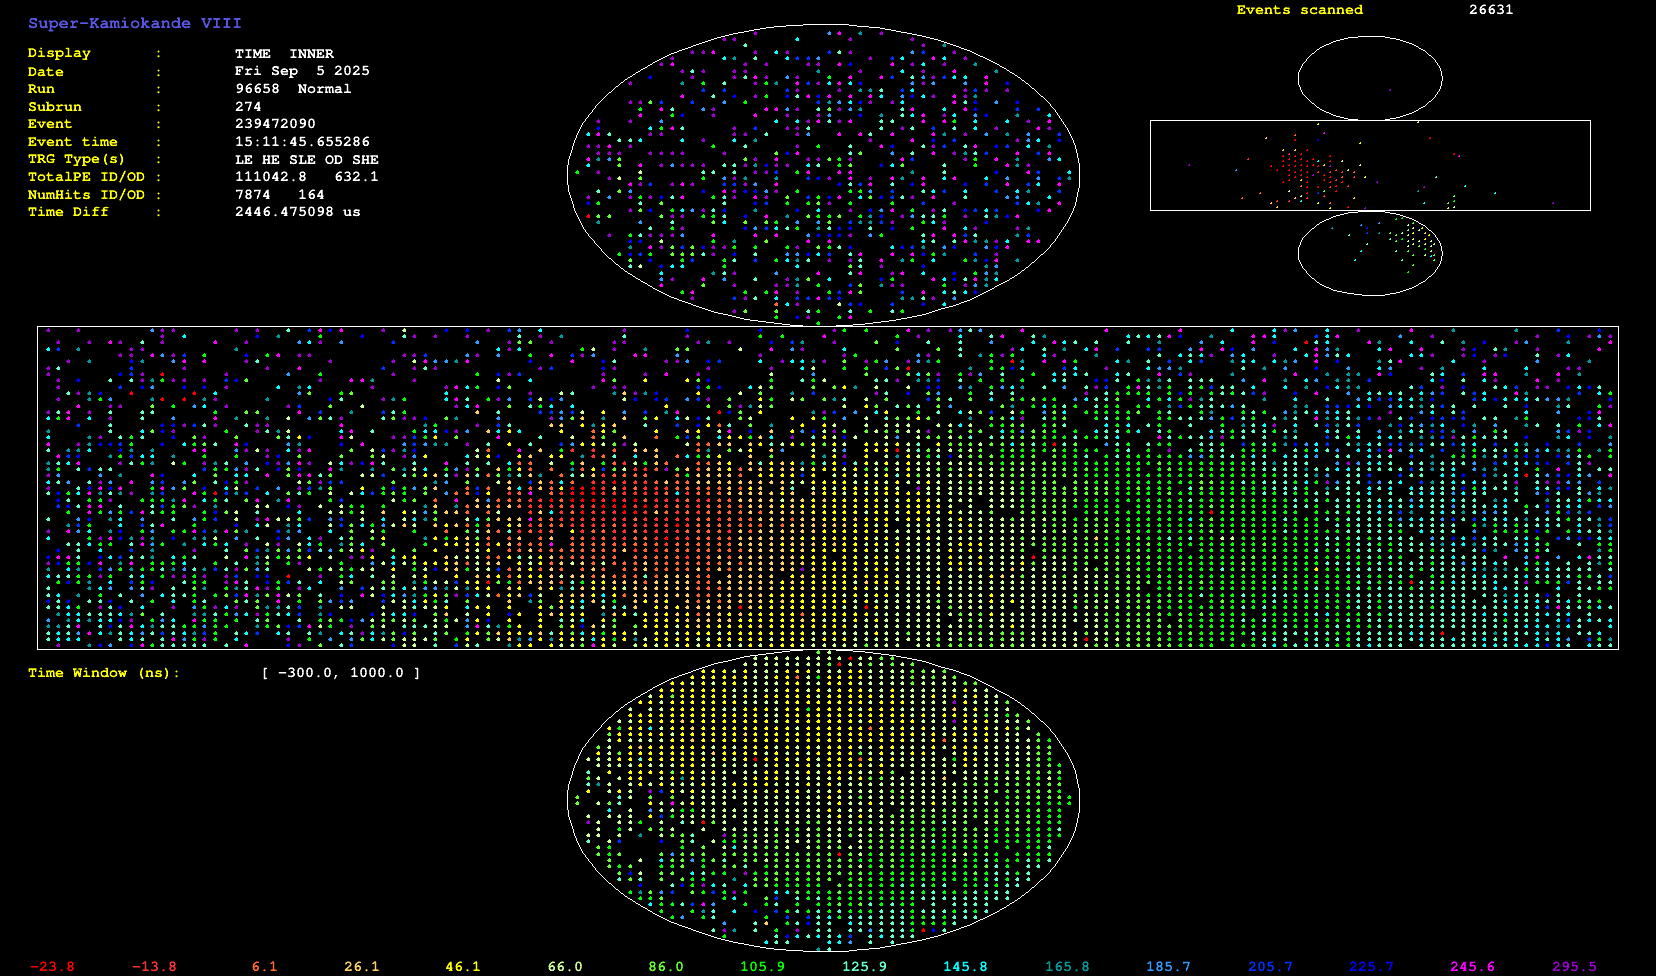 Super-Kamiokande VIII
Events scanned 26631
Display : TIME INNER
Date : Fri Sep 5 2025
Run : 96658 Normal
Subrun : 274
Event : 239472090
Event time : 15:11:45.655286
TRG Type(s) : LE HE SLE OD SHE
TotalPE ID/OD : 111042.8 632.1
NumHits ID/OD : 7874 164
Time Diff : 2446.475098 us
Time Window (ns): [ -300.0, 1000.0 ]
-23.8 -13.8 6.1 26.1 46.1 66.0 86.0 105.9 125.9 145.8 165.8 185.7 205.7 225.7 245.6 295.5